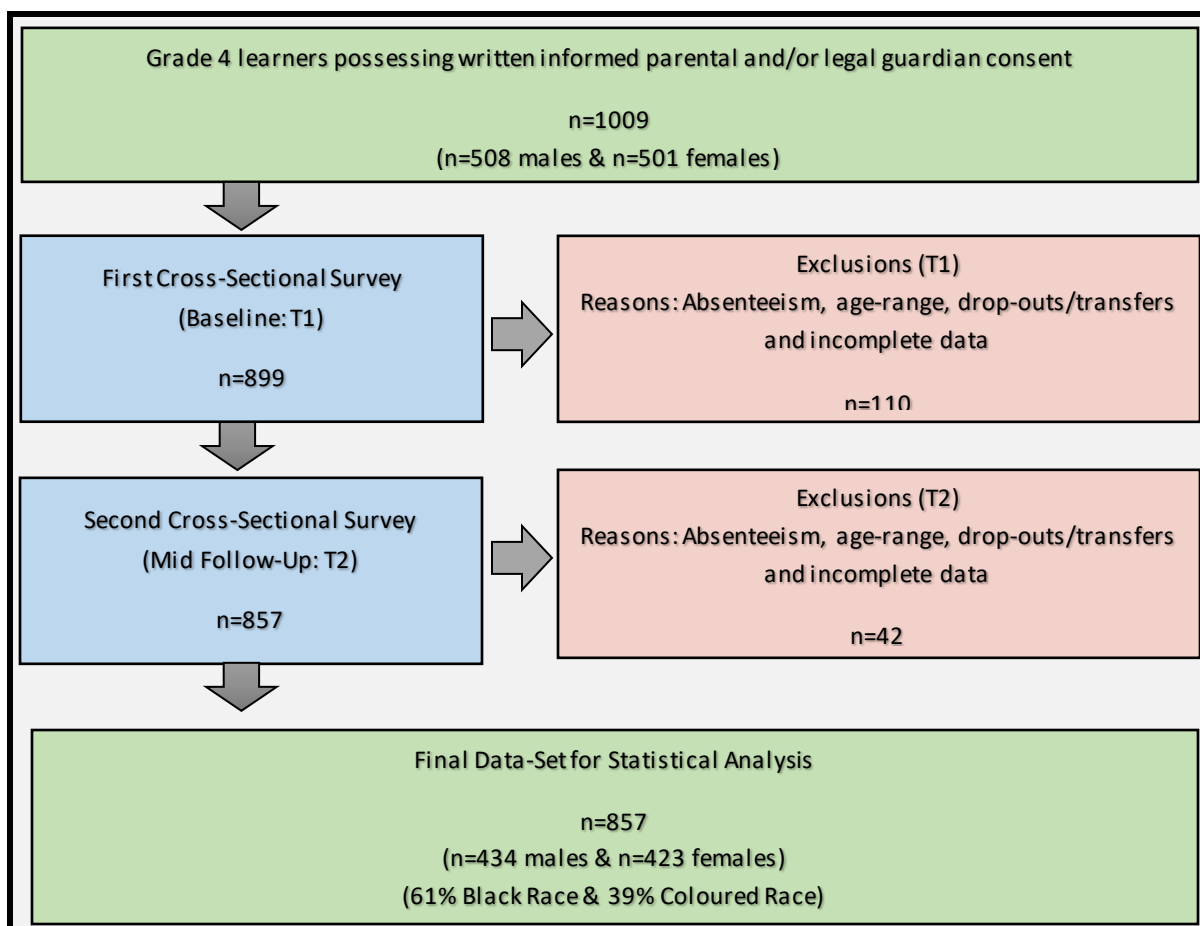 Grade 4 learners possessing written informed parental and/or legal guardian consent
n=1009
(n=508 males & n=501 females)
First Cross-Sectional Survey
(Baseline: T1)
n=899
Exclusions (T1)
Reasons: Absenteeism, age-range, drop-outs/transfers
and incomplete data
n=110
Second Cross-Sectional Survey
(Mid Follow-Up: T2)
n=857
Exclusions (T2)
Reasons: Absenteeism, age-range, drop-outs/transfers
and incomplete data
n=42
Final Data-Set for Statistical Analysis
n=857
(n=434 males & n=423 females)
(61% Black Race & 39% Coloured Race)